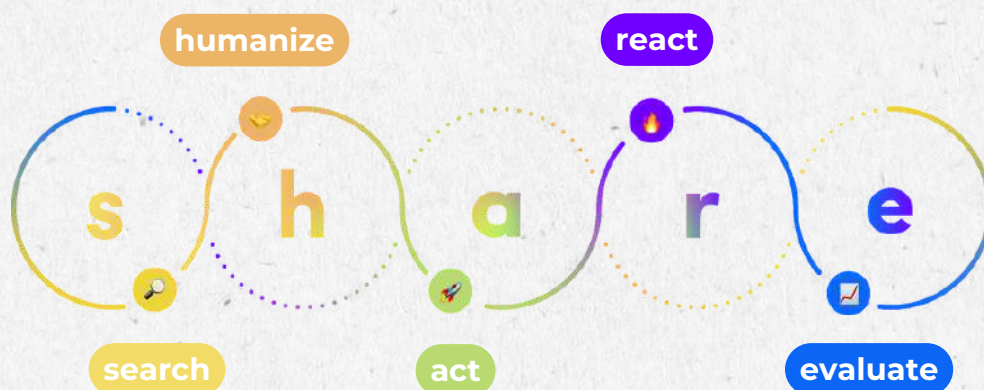 humanize
react
s h a r e
search
act
evaluate